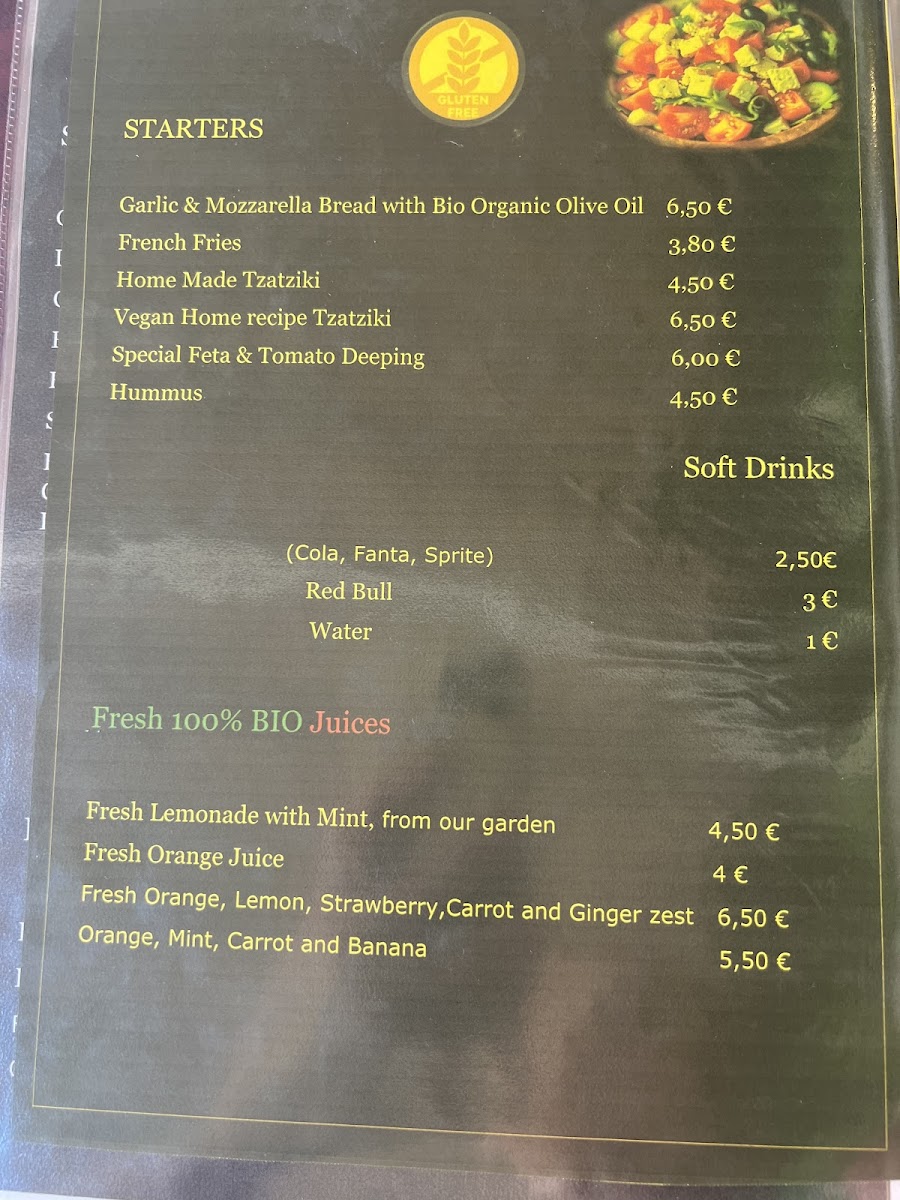 GLUTEN
FREE
STARTERS
Garlic & Mozzarella Bread with Bio Organic Olive Oil 6,50 €
French Fries 3,80 €
Home Made Tzatziki 4,50 €
Vegan Home recipe Tzatziki 6,50 €
Special Feta & Tomato Deeping 6,00 €
Hummus 4,50 €
Soft Drinks
(Cola, Fanta, Sprite) 2,50€
Red Bull 3 €
Water 1 €
Fresh 100% BIO Juices
Fresh Lemonade with Mint, from our garden 4,50 €
Fresh Orange Juice 4 €
Fresh Orange, Lemon, Strawberry,Carrot and Ginger zest 6,50 €
Orange, Mint, Carrot and Banana 5,50 €